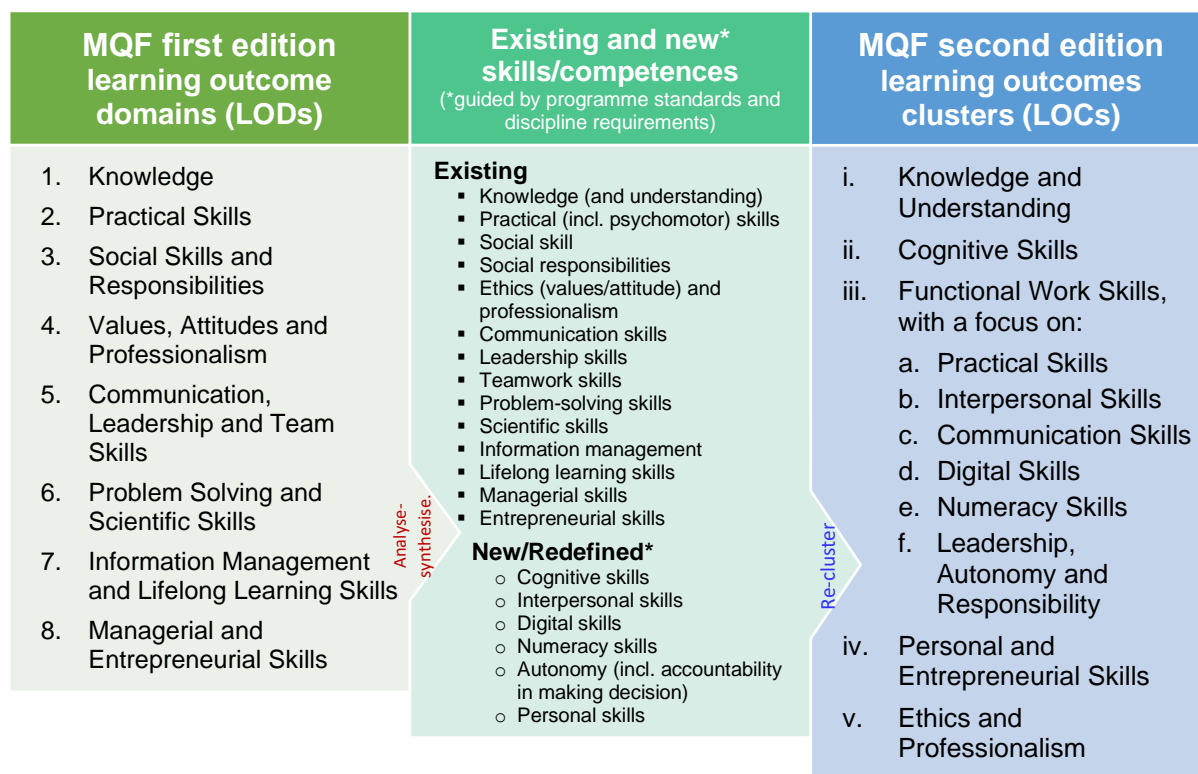 MQF first edition
learning outcome
domains (LODs)
1. Knowledge
2. Practical Skills
3. Social Skills and
Responsibilities
4. Values, Attitudes and
Professionalism
5. Communication,
Leadership and Team
Skills
6. Problem Solving and
Scientific Skills
7. Information Management
and Lifelong Learning Skills
8. Managerial and
Entrepreneurial Skills
Analyse-
synthesise.
Existing and new*
skills/competences
(*guided by programme standards and
discipline requirements)
Existing
▪ Knowledge (and understanding)
▪ Practical (incl. psychomotor) skills
▪ Social skill
▪ Social responsibilities
▪ Ethics (values/attitude) and
professionalism
▪ Communication skills
▪ Leadership skills
▪ Teamwork skills
▪ Problem-solving skills
▪ Scientific skills
▪ Information management
▪ Lifelong learning skills
▪ Managerial skills
▪ Entrepreneurial skills
New/Redefined*
o Cognitive skills
o Interpersonal skills
o Digital skills
o Numeracy skills
o Autonomy (incl. accountability
in making decision)
o Personal skills
Re-cluster
MQF second edition
learning outcomes
clusters (LOCs)
i. Knowledge and
Understanding
ii. Cognitive Skills
iii. Functional Work Skills,
with a focus on:
a. Practical Skills
b. Interpersonal Skills
c. Communication Skills
d. Digital Skills
e. Numeracy Skills
f. Leadership,
Autonomy and
Responsibility
iv. Personal and
Entrepreneurial Skills
v. Ethics and
Professionalism